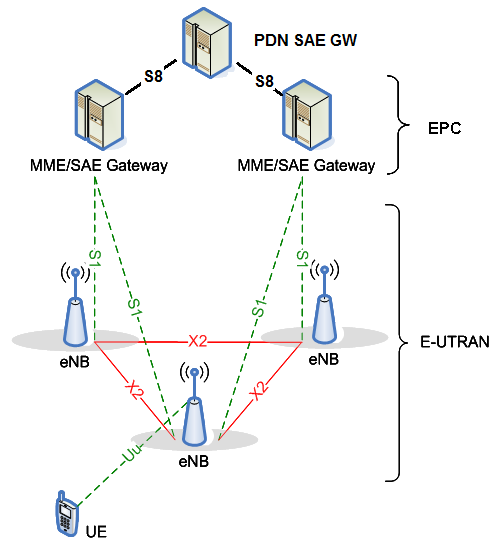 PDN SAE GW
S8
S8
EPC
MME/SAE Gateway
MME/SAE Gateway
S1
S1
S1
S1
X2
eNB
eNB
E-UTRAN
X2
X2
Uu
eNB
UE